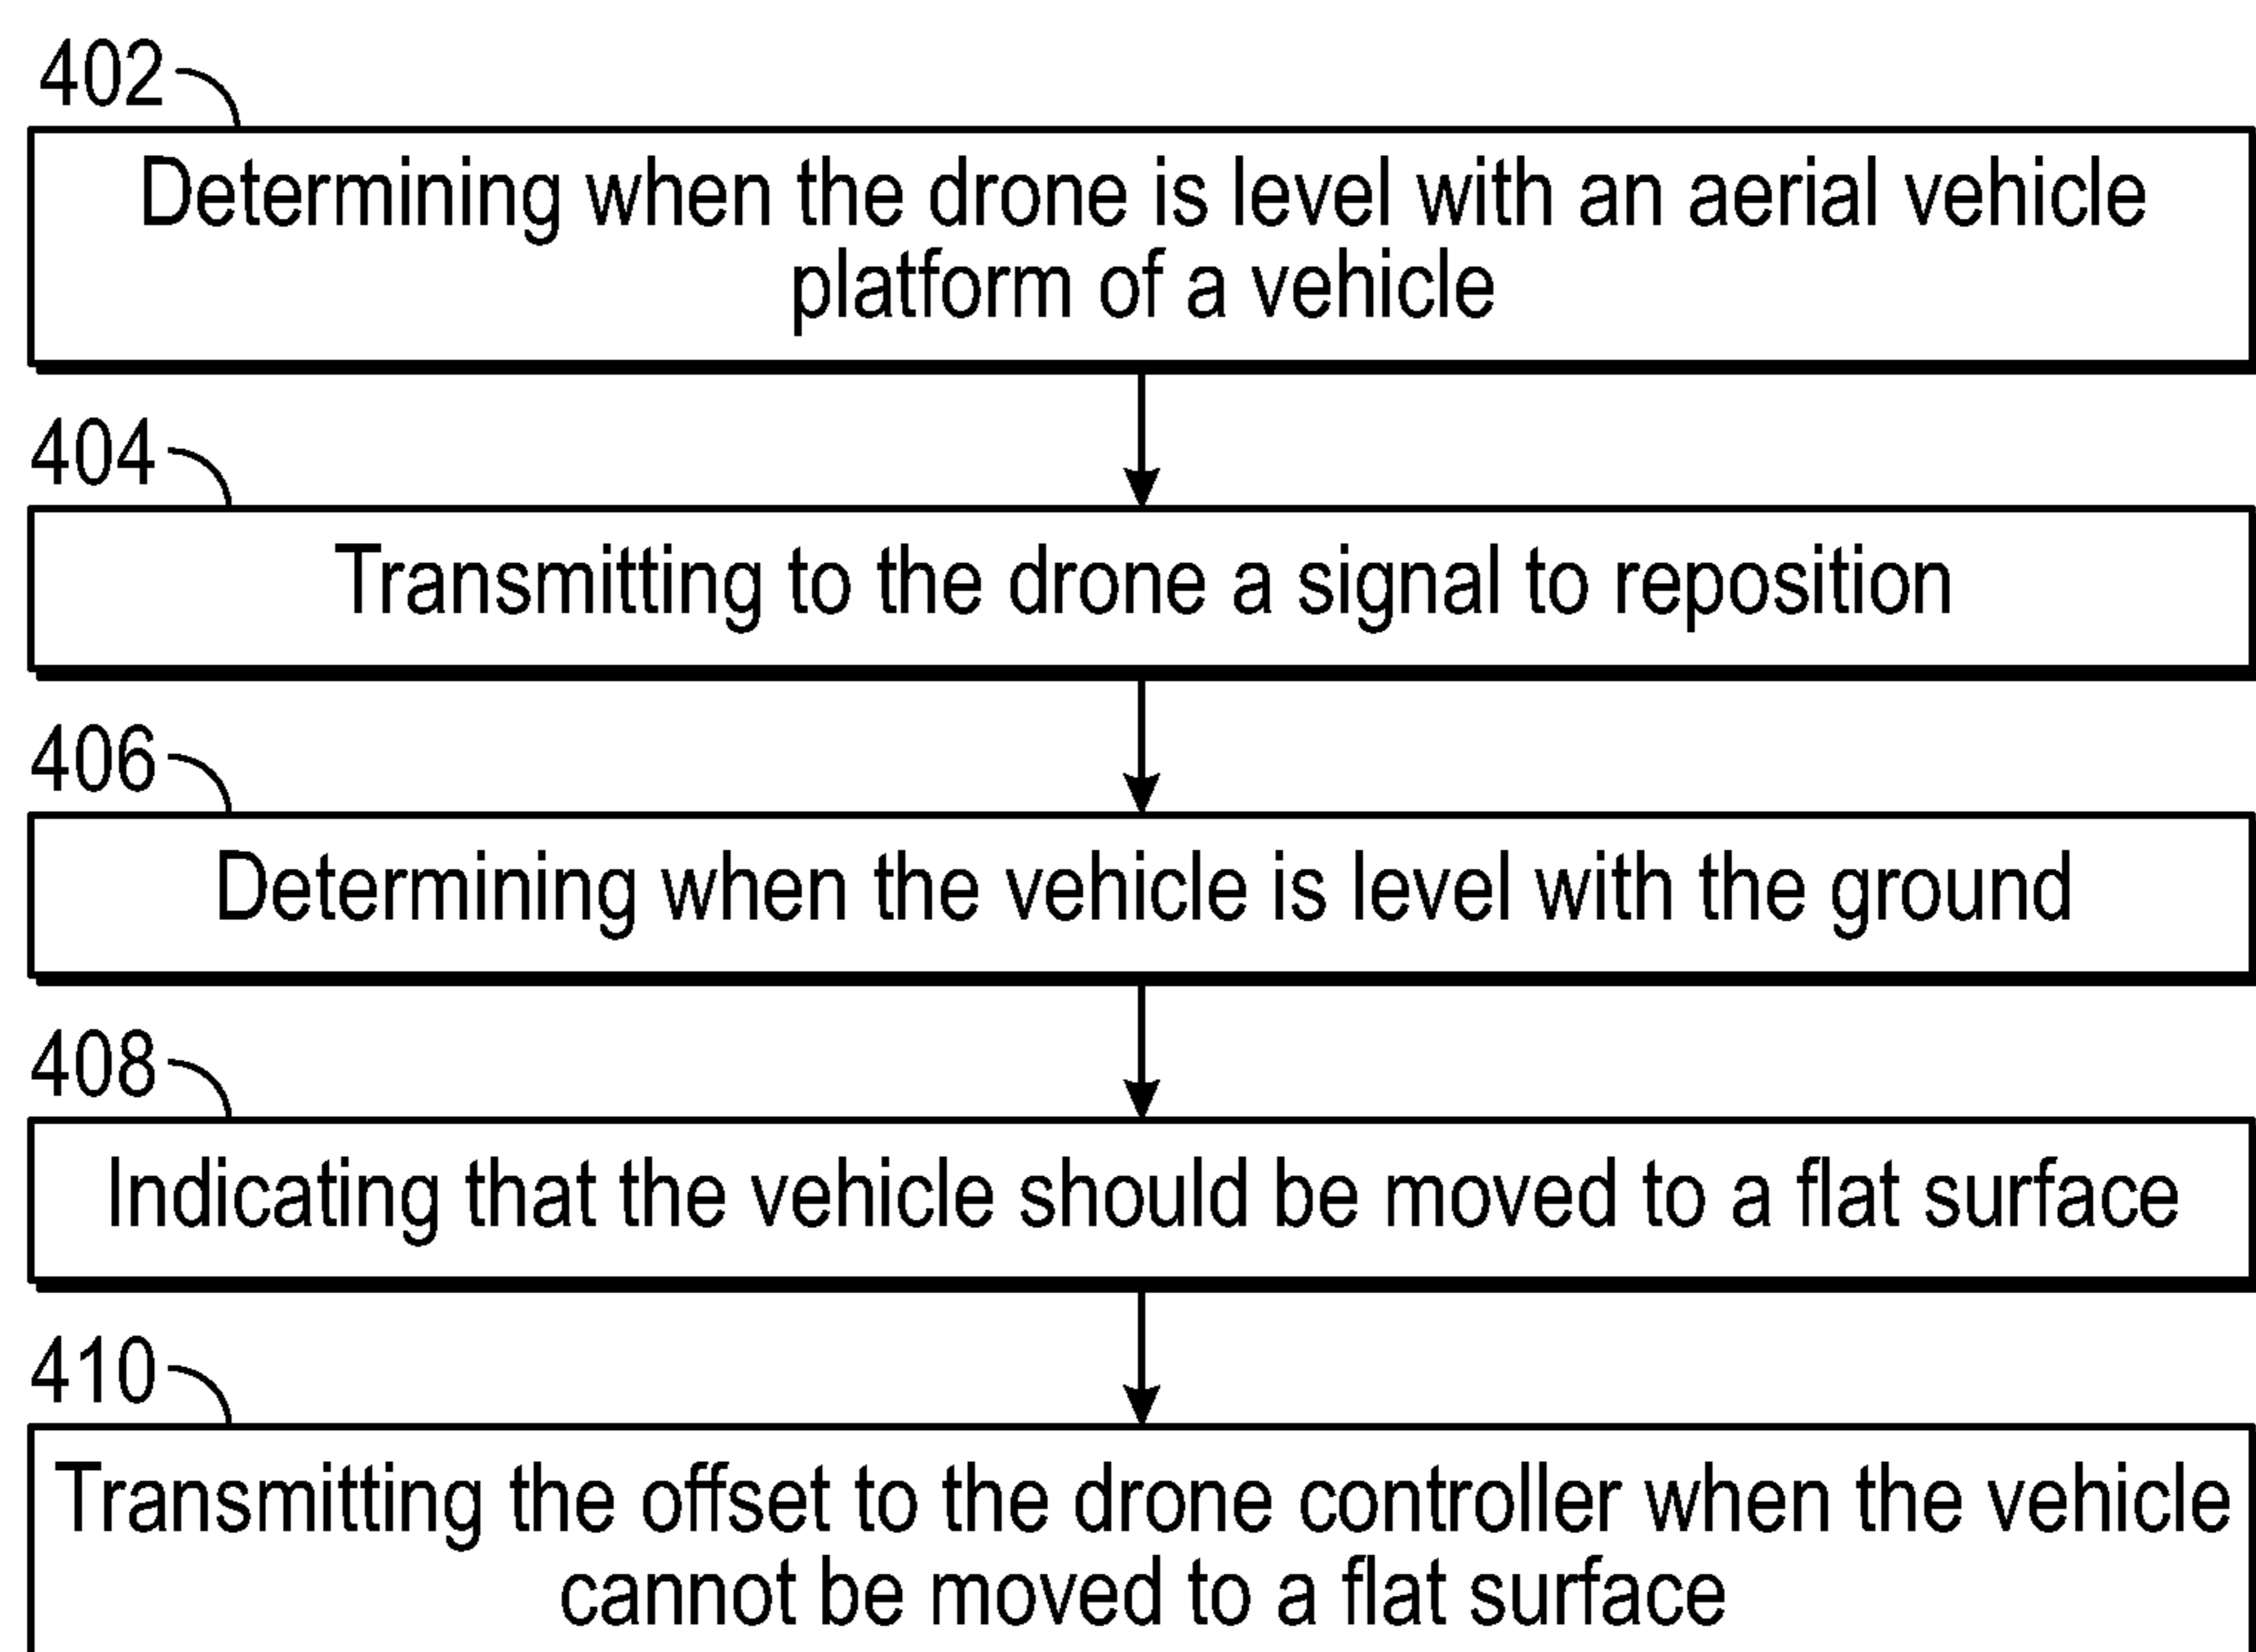 402
Determining when the drone is level with an aerial vehicle
platform of a vehicle
404
Transmitting to the drone a signal to reposition
406
Determining when the vehicle is level with the ground
408
Indicating that the vehicle should be moved to a flat surface
410
Transmitting the offset to the drone controller when the vehicle
cannot be moved to a flat surface